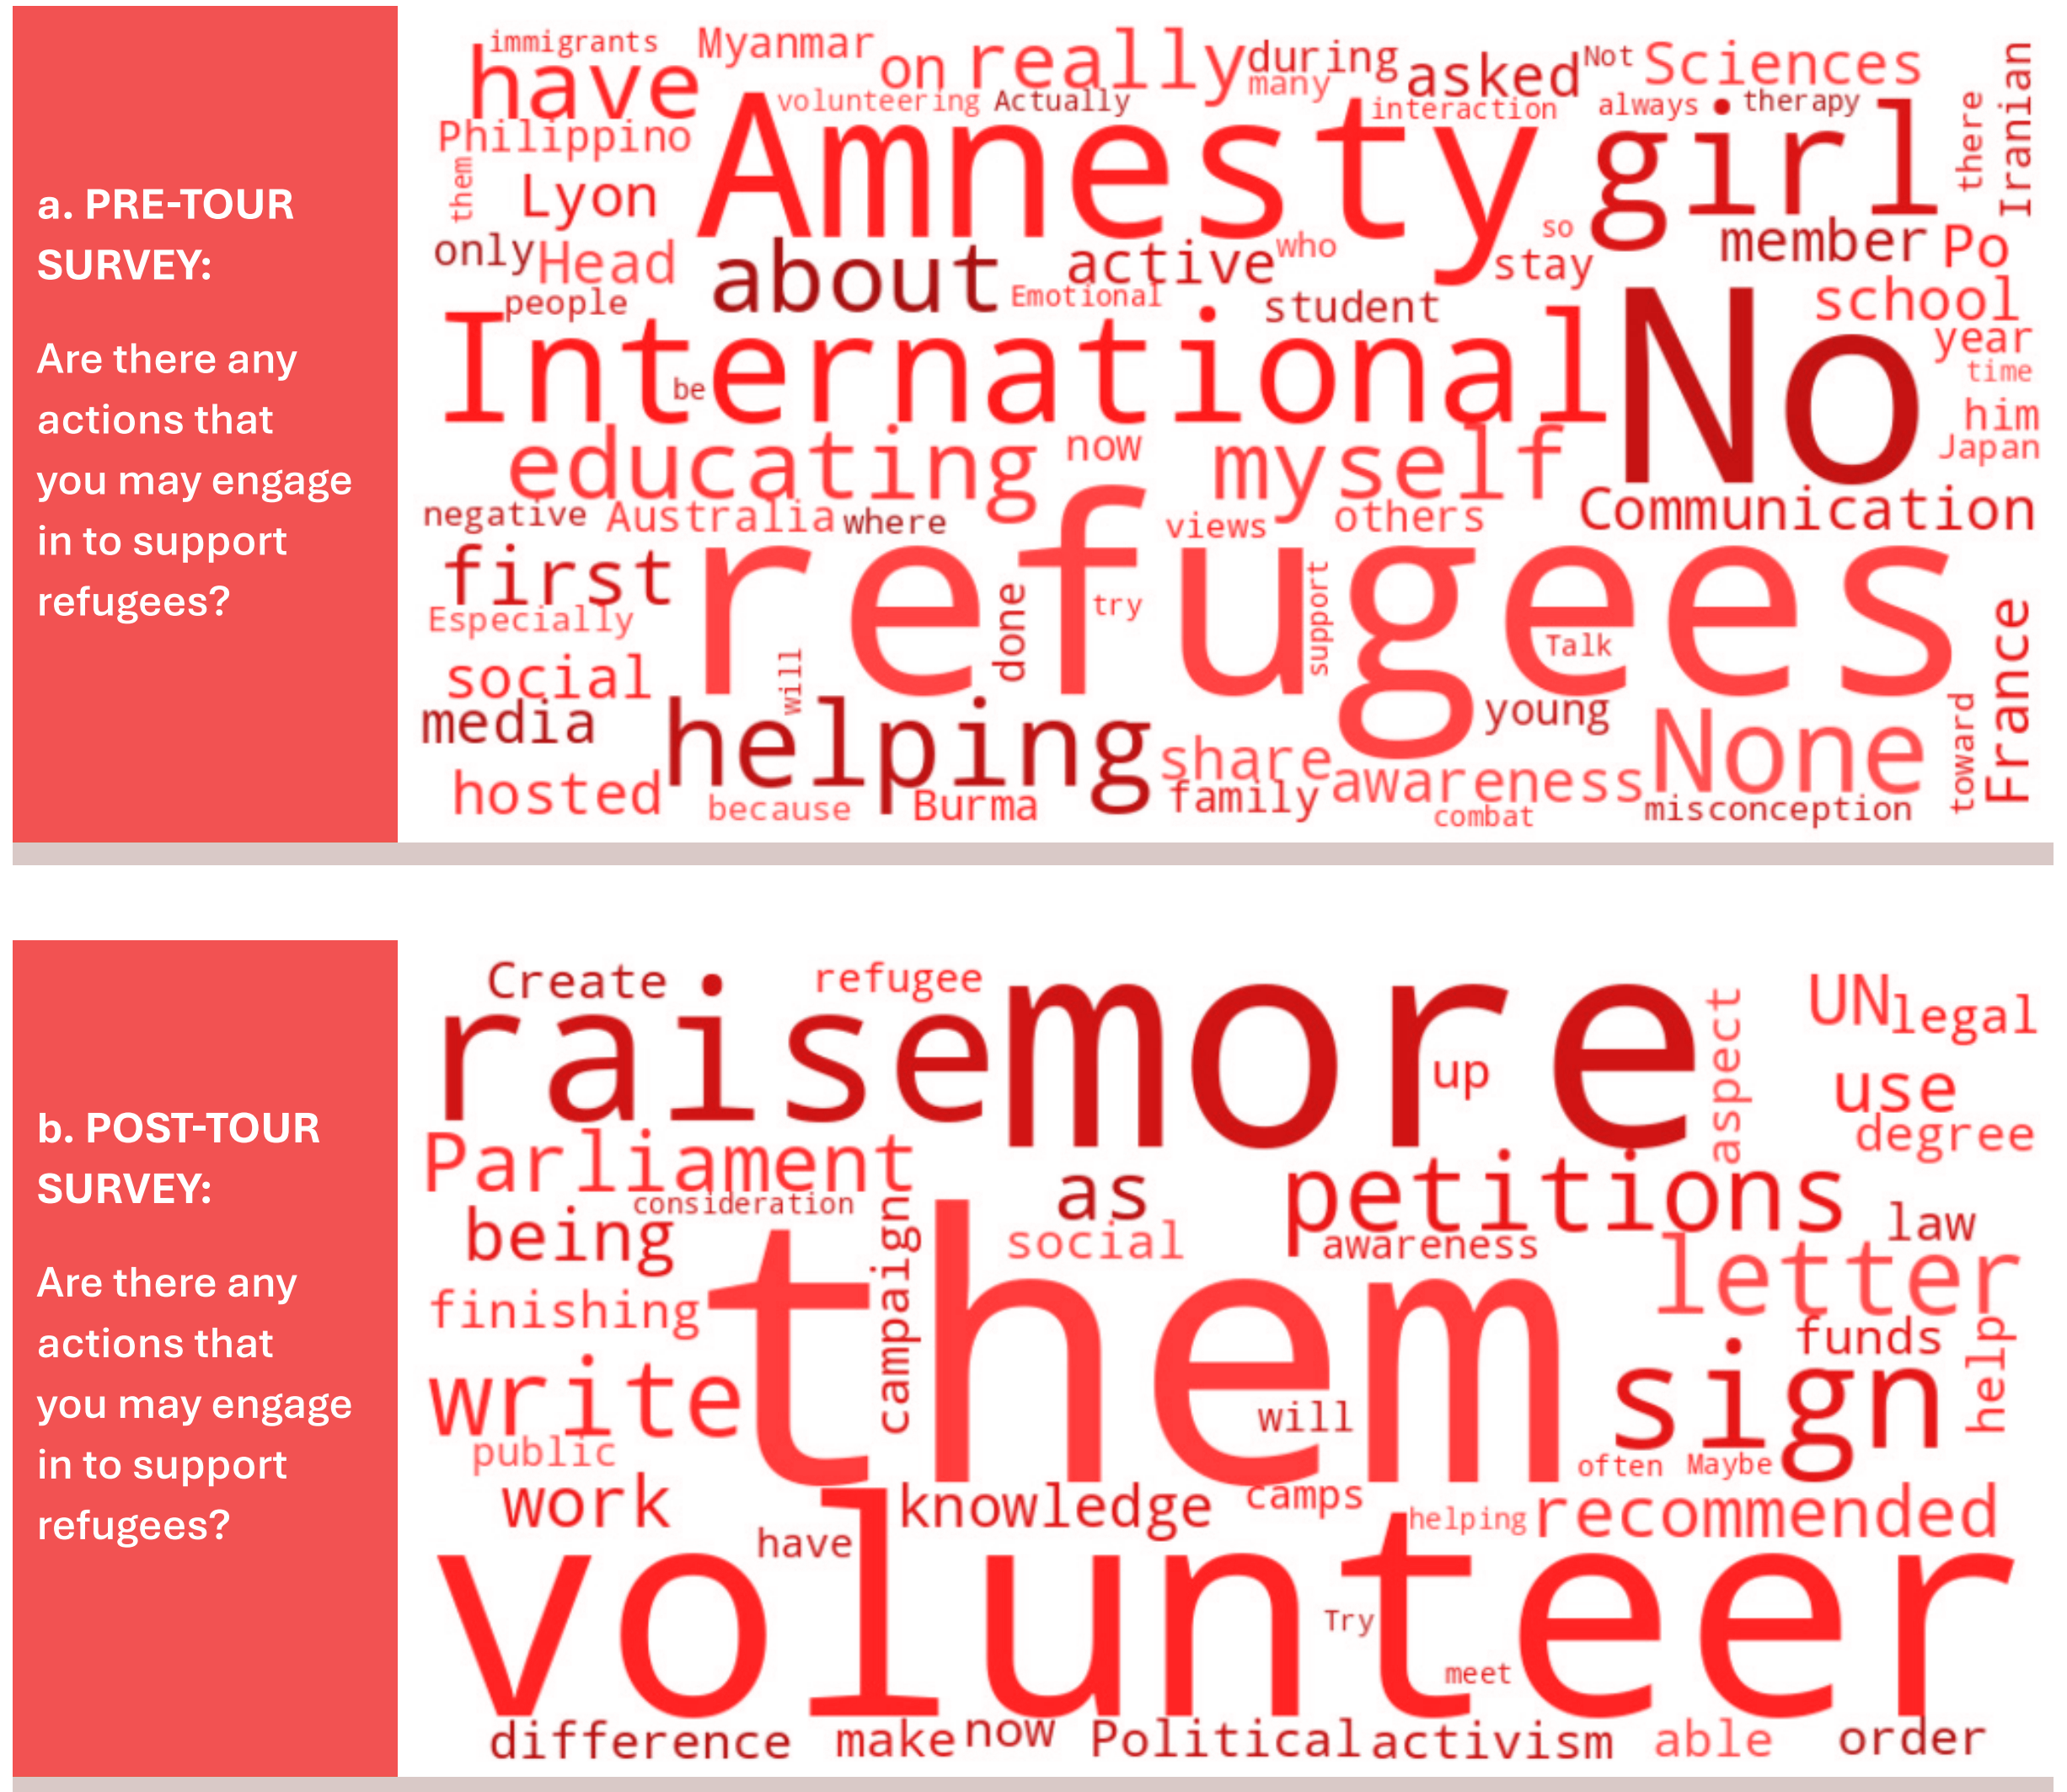 a. PRE-TOUR
SURVEY:
Are there any
actions that
you may engage
in to support
refugees?
immigrants Myanmar on really during many asked Not Sciences Iranian
have volunteering Actually interaction always therapy there
Philippino Amnesty girl
them Lyon so member Po
only Head about active who stay
people Emotional student school
International No year
be time
educating now myself him
Japan
negative Australia where views others Communication
first refugees
Especially done try support Talk France
social will
media helping young None toward
hosted share awareness
because Burma family combat misconception
b. POST-TOUR
SURVEY:
Are there any
actions that
you may engage
in to support
refugees?
Create refugee more aspect UN legal
raise up use
degree
Parliament as petitions
consideration law
being campaign social awareness letter
finishing them funds help
write will sign
public often Maybe
work knowledge camps helping recommended
have
volunteer
Try
meet
difference make now Political activism able order